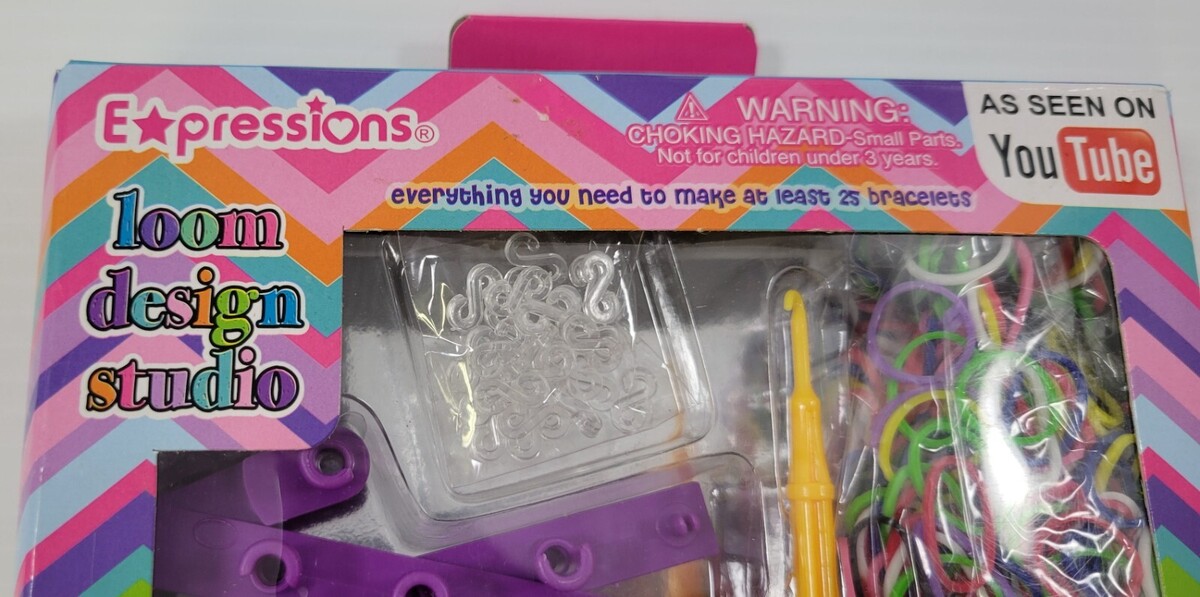 E★pressions®
loom
design
studio
⚠ WARNING:
CHOKING HAZARD-Small Parts.
Not for children under 3 years.
AS SEEN ON
YouTube
everything you need to make at least 25 bracelets